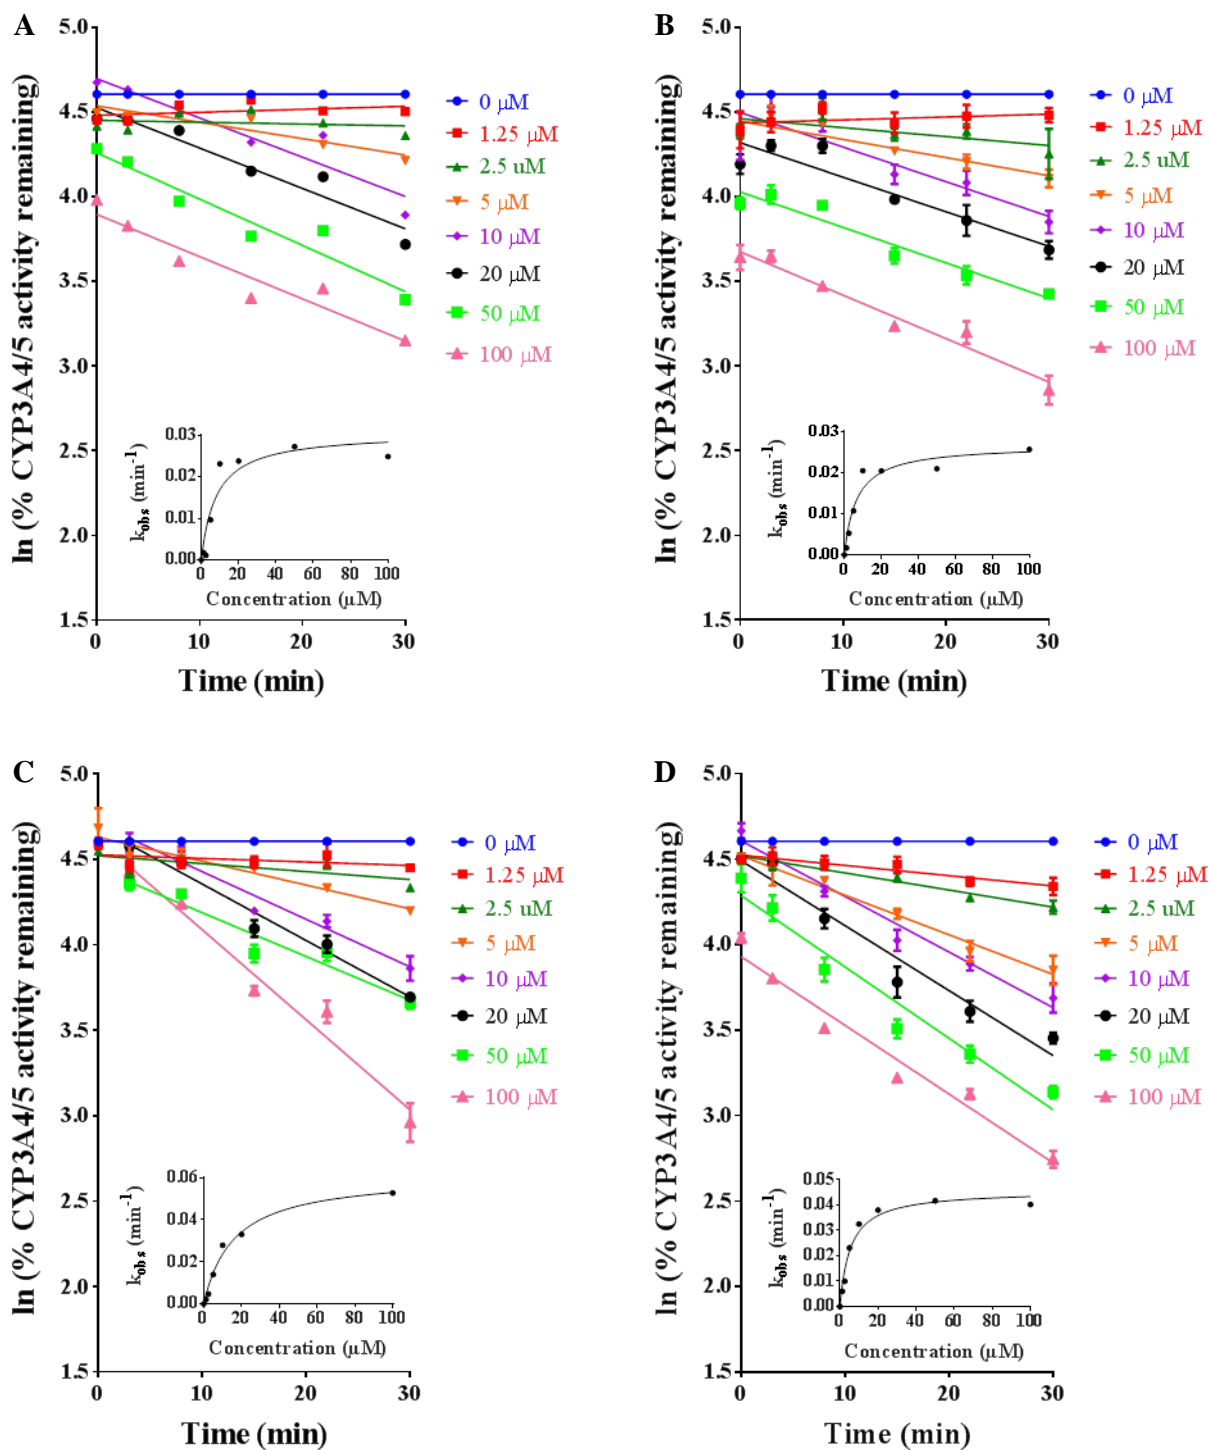 A
ln (% CYP3A4/5 activity remaining)
5.0
4.5
4.0
3.5
3.0
2.5
2.0
1.5
0 10 20 30
Time (min)
0 µM
1.25 µM
2.5 uM
5 µM
10 µM
20 µM
50 µM
100 µM
k_obs (min⁻¹)
0.03
0.02
0.01
0.00
0 20 40 60 80 100
Concentration (µM)
B
ln (% CYP3A4/5 activity remaining)
5.0
4.5
4.0
3.5
3.0
2.5
2.0
1.5
0 10 20 30
Time (min)
0 µM
1.25 µM
2.5 uM
5 µM
10 µM
20 µM
50 µM
100 µM
k_obs (min⁻¹)
0.03
0.02
0.01
0.00
0 20 40 60 80 100
Concentration (µM)
C
ln (% CYP3A4/5 activity remaining)
5.0
4.5
4.0
3.5
3.0
2.5
2.0
1.5
0 10 20 30
Time (min)
0 µM
1.25 µM
2.5 uM
5 µM
10 µM
20 µM
50 µM
100 µM
k_obs (min⁻¹)
0.06
0.04
0.02
0.00
0 20 40 60 80 100
Concentration (µM)
D
ln (% CYP3A4/5 activity remaining)
5.0
4.5
4.0
3.5
3.0
2.5
2.0
1.5
0 10 20 30
Time (min)
0 µM
1.25 µM
2.5 uM
5 µM
10 µM
20 µM
50 µM
100 µM
k_obs (min⁻¹)
0.05
0.04
0.03
0.02
0.01
0.00
0 20 40 60 80 100
Concentration (µM)